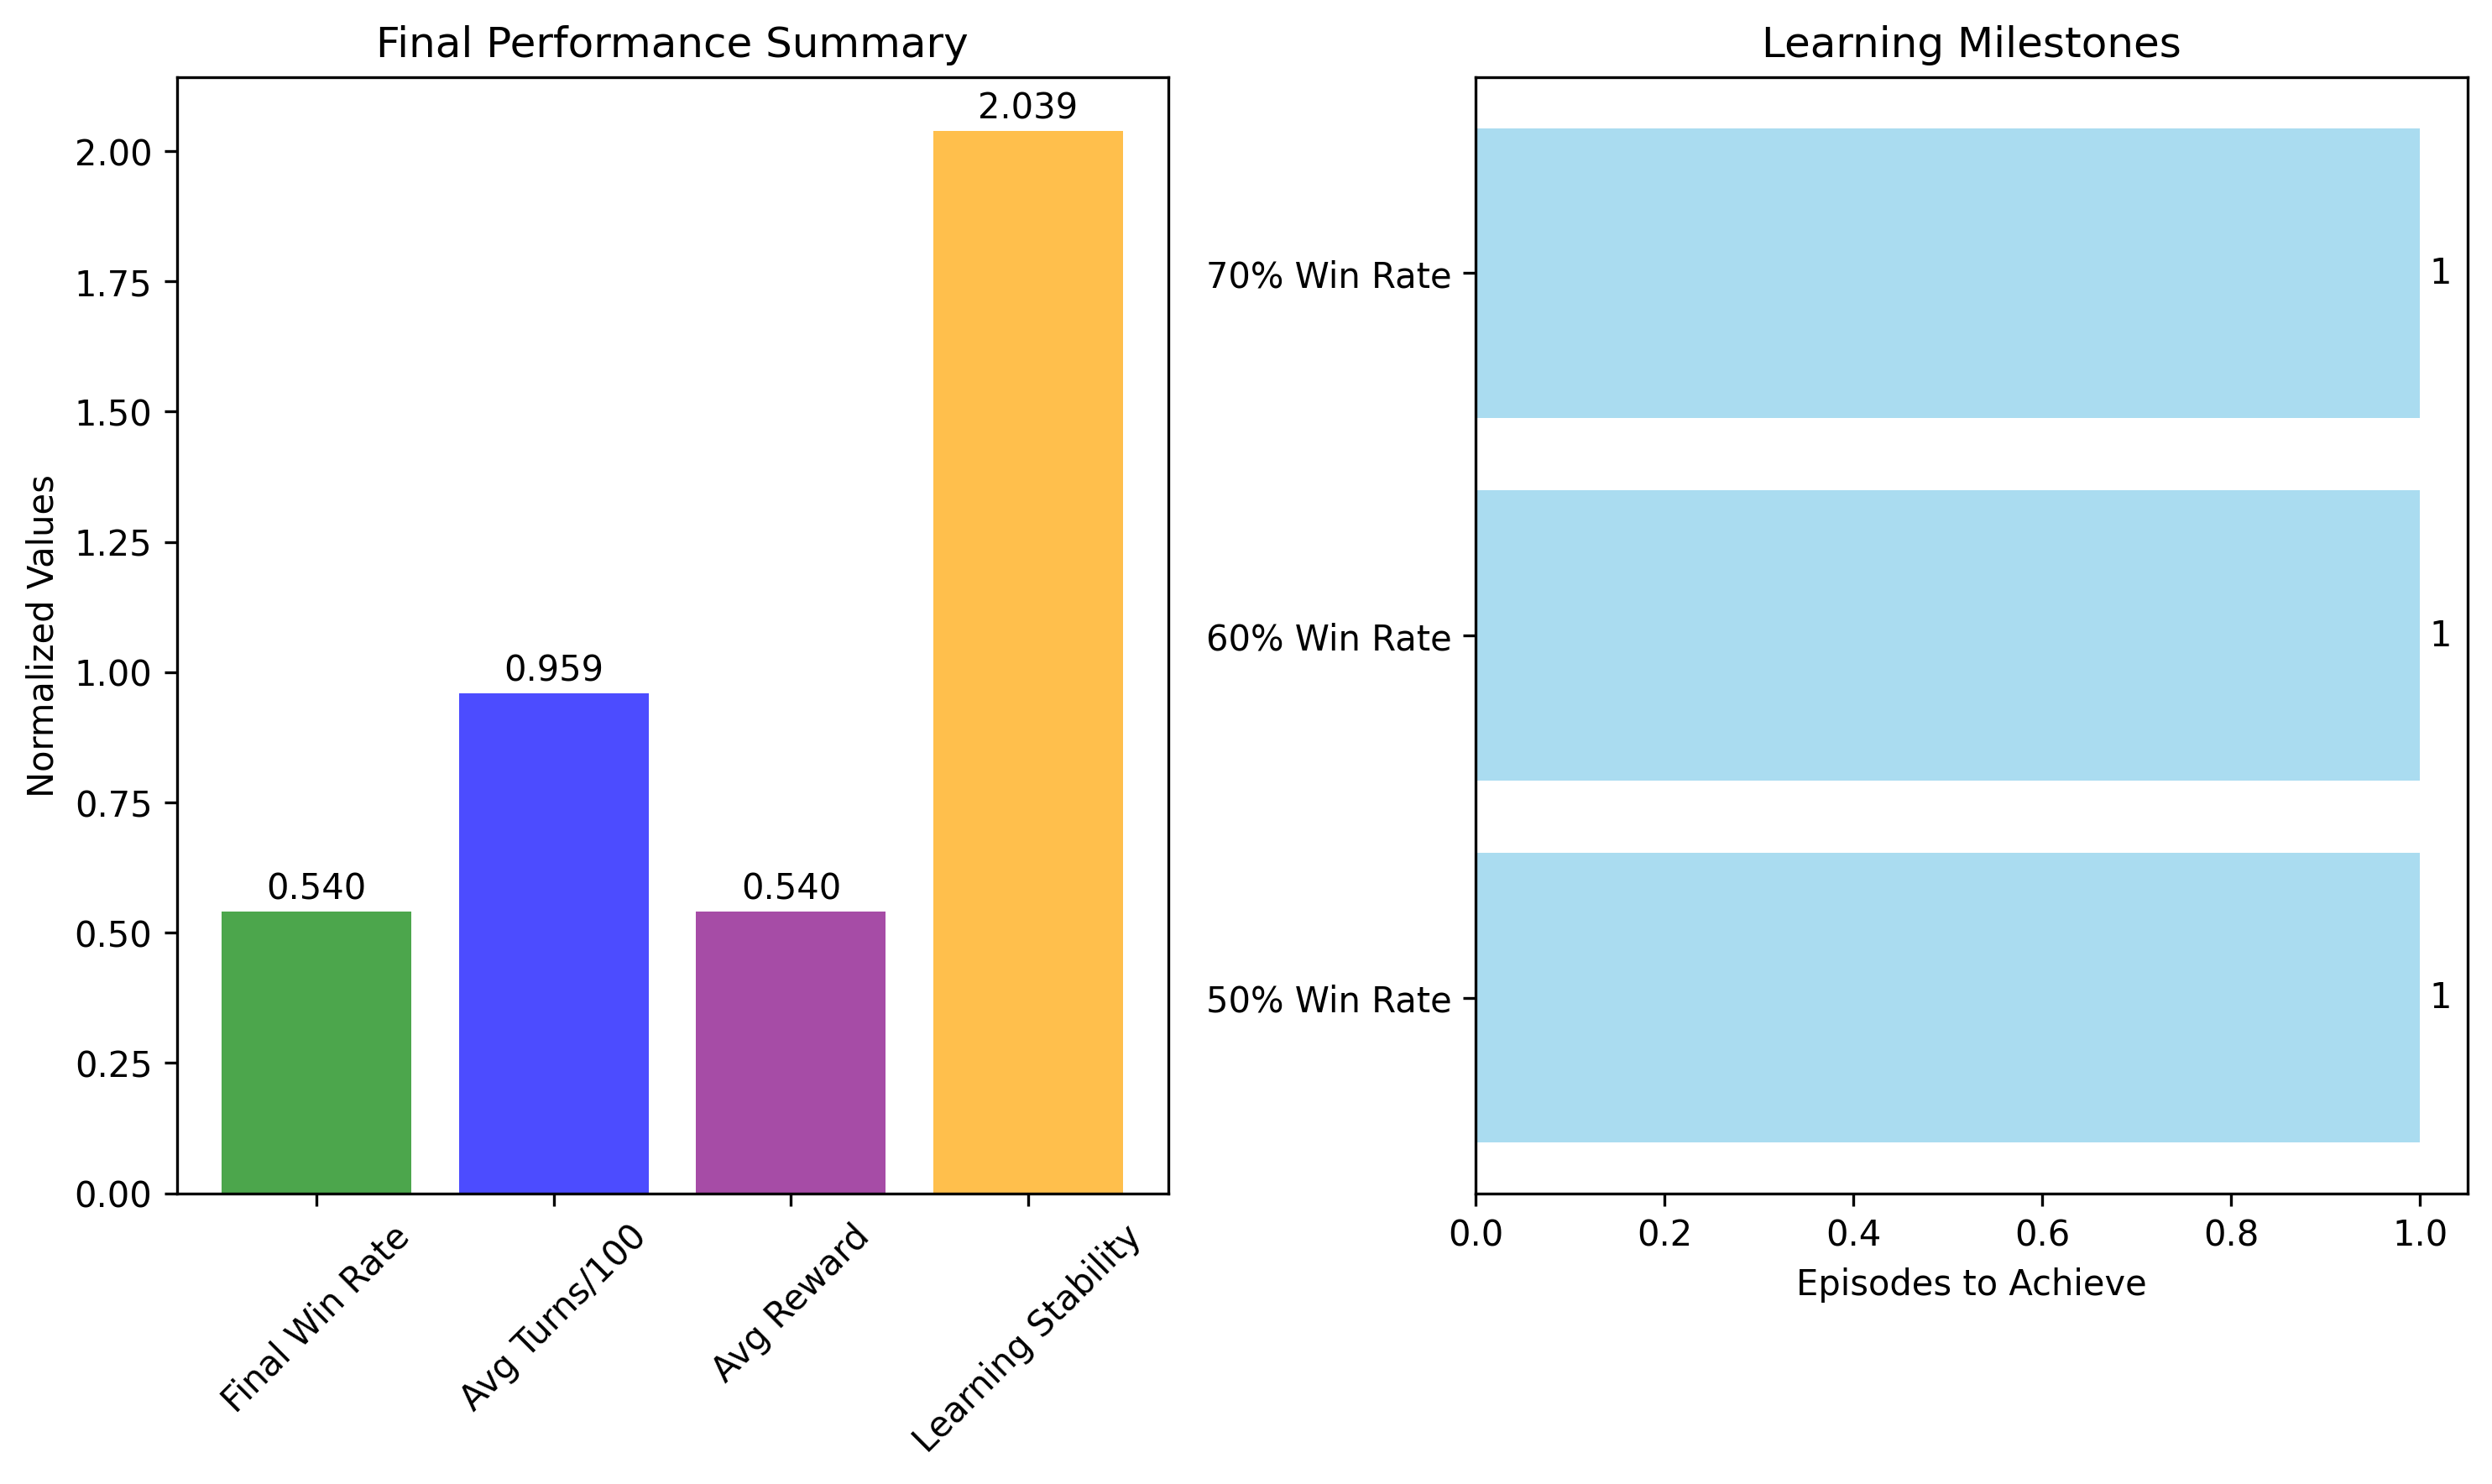 Final Performance Summary
Normalized Values
2.00
1.75
1.50
1.25
1.00
0.75
0.50
0.25
0.00
0.540
0.959
0.540
2.039
Final Win Rate
Avg Turns/100
Avg Reward
Learning Stability
Learning Milestones
70% Win Rate
60% Win Rate
50% Win Rate
1
1
1
0.0
0.2
0.4
0.6
0.8
1.0
Episodes to Achieve